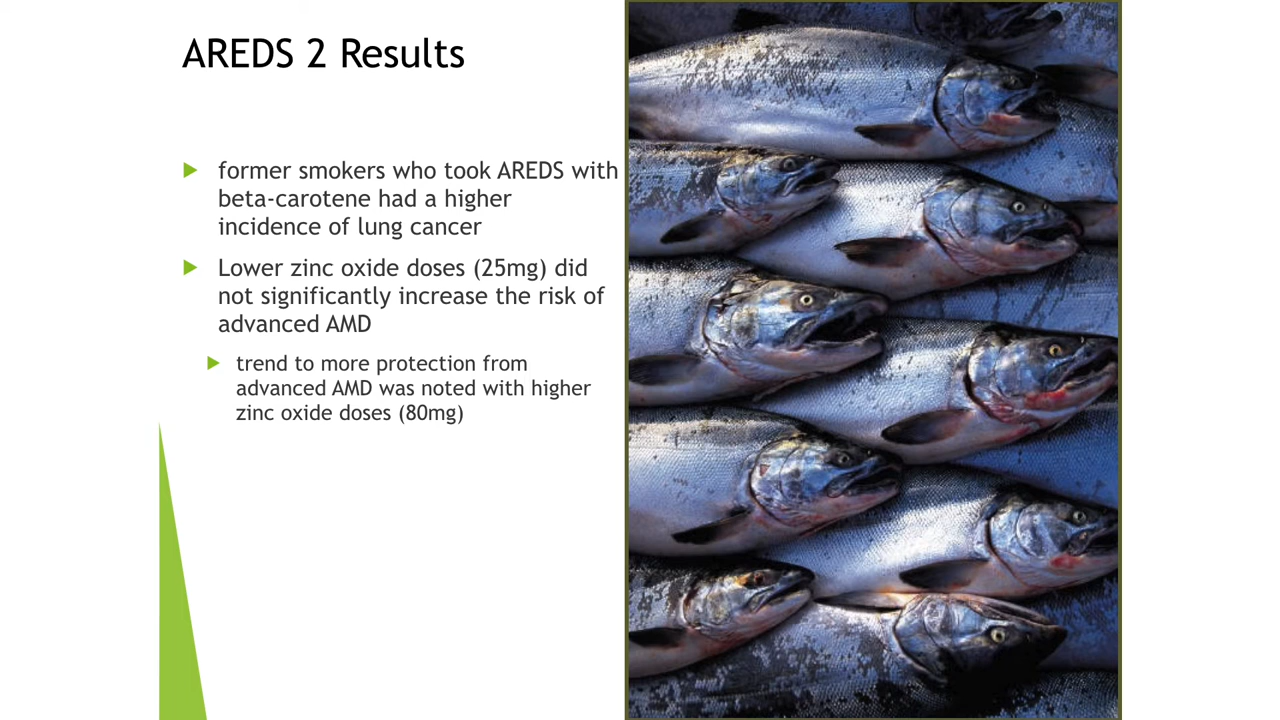 AREDS 2 Results
former smokers who took AREDS with
beta-carotene had a higher
incidence of lung cancer
Lower zinc oxide doses (25mg) did
not significantly increase the risk of
advanced AMD
trend to more protection from
advanced AMD was noted with higher
zinc oxide doses (80mg)